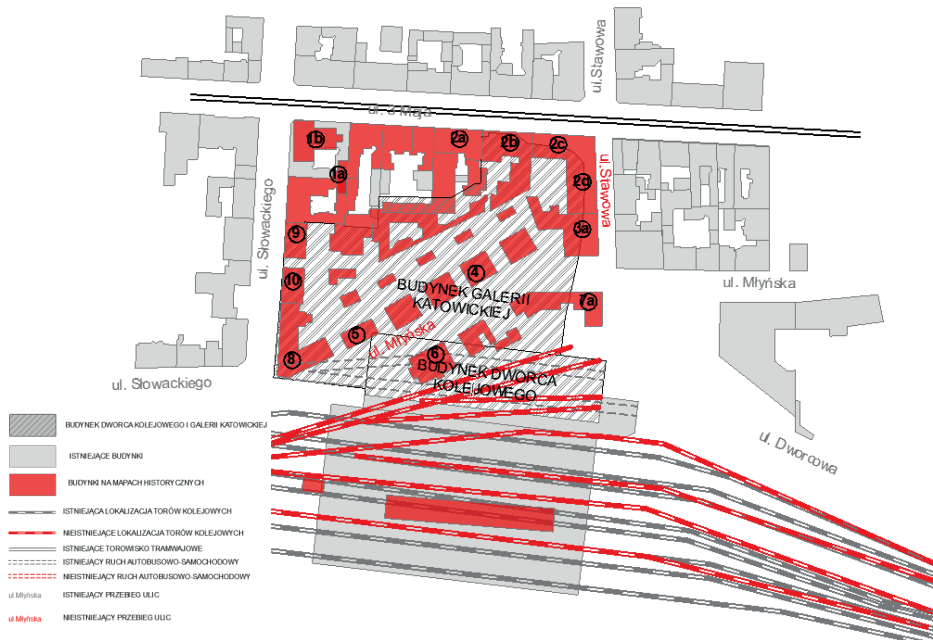 ul.Stawowa
ul. 3 Maja
1b
2a
2b
2c
1a
2d
ul.Stawowa
ul. Słowackiego
9
3a
10
4
ul. Młyńska
BUDYNEK GALERII
KATOWICKIEJ
7a
5
ul. Młyńska
8
6
BUDYNEK DWORCA
KOLEJOWEGO
ul. Słowackiego
ul. Dworcowa
BUDYNEK DWORCA KOLEJOWEGO I GALERII KATOWICKIEJ
ISTNIEJĄCE BUDYNKI
BUDYNKI NA MAPACH HISTORYCZNYCH
ISTNIEJĄCA LOKALIZACJA TORÓW KOLEJOWYCH
NIEISTNIEJĄCE LOKALIZACJA TORÓW KOLEJOWYCH
ISTNIEJĄCE TOROWISKO TRAMWAJOWE
ISTNIEJĄCY RUCH AUTOBUSOWO-SAMOCHODOWY
NIEISTNIEJĄCY RUCH AUTOBUSOWO-SAMOCHODOWY
ul.Młyńska ISTNIEJĄCY PRZEBIEG ULIC
ul.Młyńska NIEISTNIEJĄCY PRZEBIEG ULIC